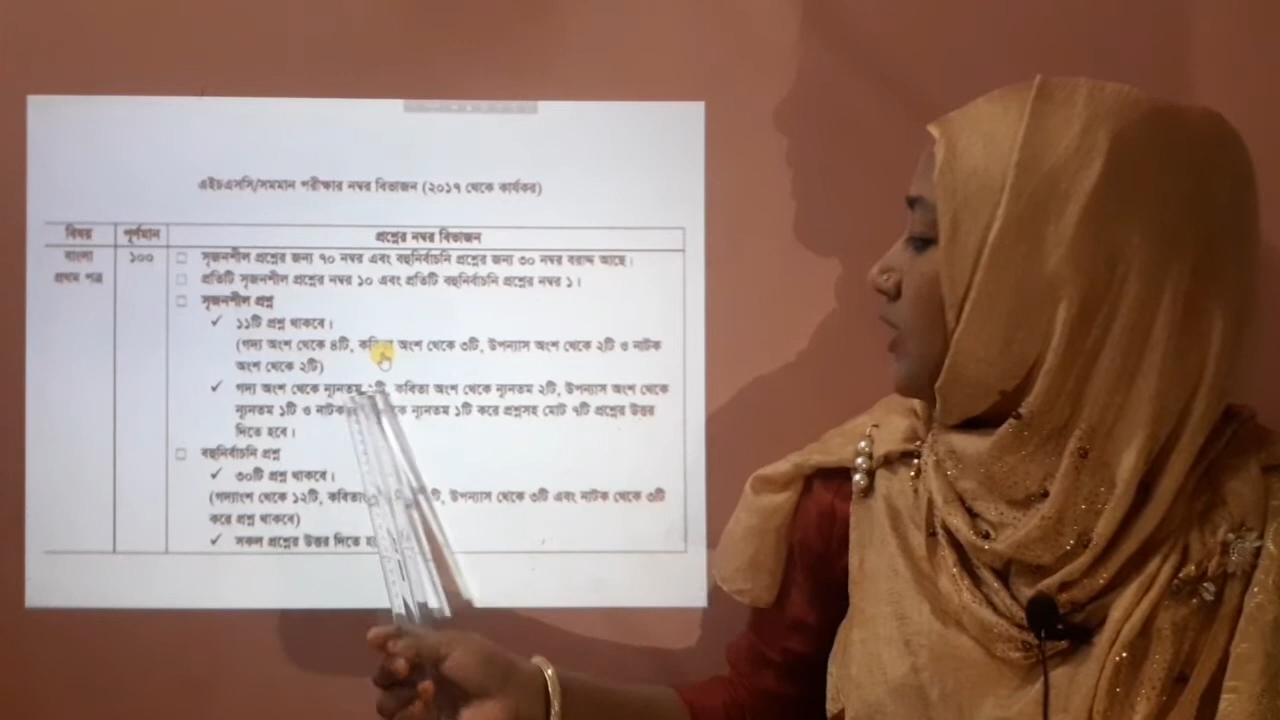 এইচএসসি/সমমান পরীক্ষার নম্বর বিভাজন (২০১৭ থেকে কার্যকর)
বিষয় পূর্ণমান প্রশ্নের নম্বর বিভাজন
বাংলা ১০০ সৃজনশীল প্রশ্নের জন্য ৭০ নম্বর এবং বহুনির্বাচনি প্রশ্নের জন্য ৩০ নম্বর বরাদ্দ আছে।
প্রথম পত্র প্রতিটি সৃজনশীল প্রশ্নের নম্বর ১০ এবং প্রতিটি বহুনির্বাচনি প্রশ্নের নম্বর ১।
সৃজনশীল প্রশ্ন
✓ ১১টি প্রশ্ন থাকবে।
(গদ্য অংশ থেকে ৪টি, কবিতা অংশ থেকে ৩টি, উপন্যাস অংশ থেকে ২টি ও নাটক
অংশ থেকে ২টি)
✓ গদ্য অংশ থেকে ন্যূনতম ২টি, কবিতা অংশ থেকে ন্যূনতম ২টি, উপন্যাস অংশ থেকে
ন্যূনতম ১টি ও নাটক ন্যূনতম ১টি করে প্রশ্নসহ মোট ৭টি প্রশ্নের উত্তর
দিতে হবে।
বহুনির্বাচনি প্রশ্ন
✓ ৩০টি প্রশ্ন থাকবে।
(গদ্যাংশ থেকে ১২টি, উপন্যাস থেকে ৩টি এবং নাটক থেকে ৩টি
করে প্রশ্ন থাকবে)
✓ সকল প্রশ্নের উত্তর দিতে